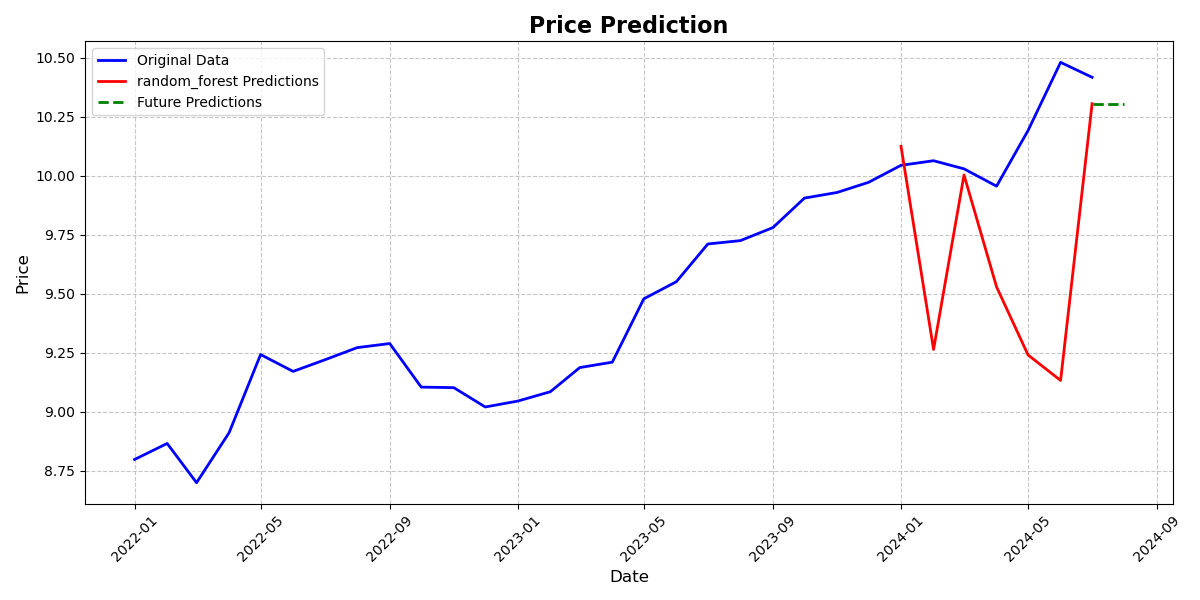 Price Prediction
Original Data
random_forest Predictions
Future Predictions
Price
10.50
10.25
10.00
9.75
9.50
9.25
9.00
8.75
2022-01
2022-05
2022-09
2023-01
2023-05
2023-09
2024-01
2024-05
2024-09
Date